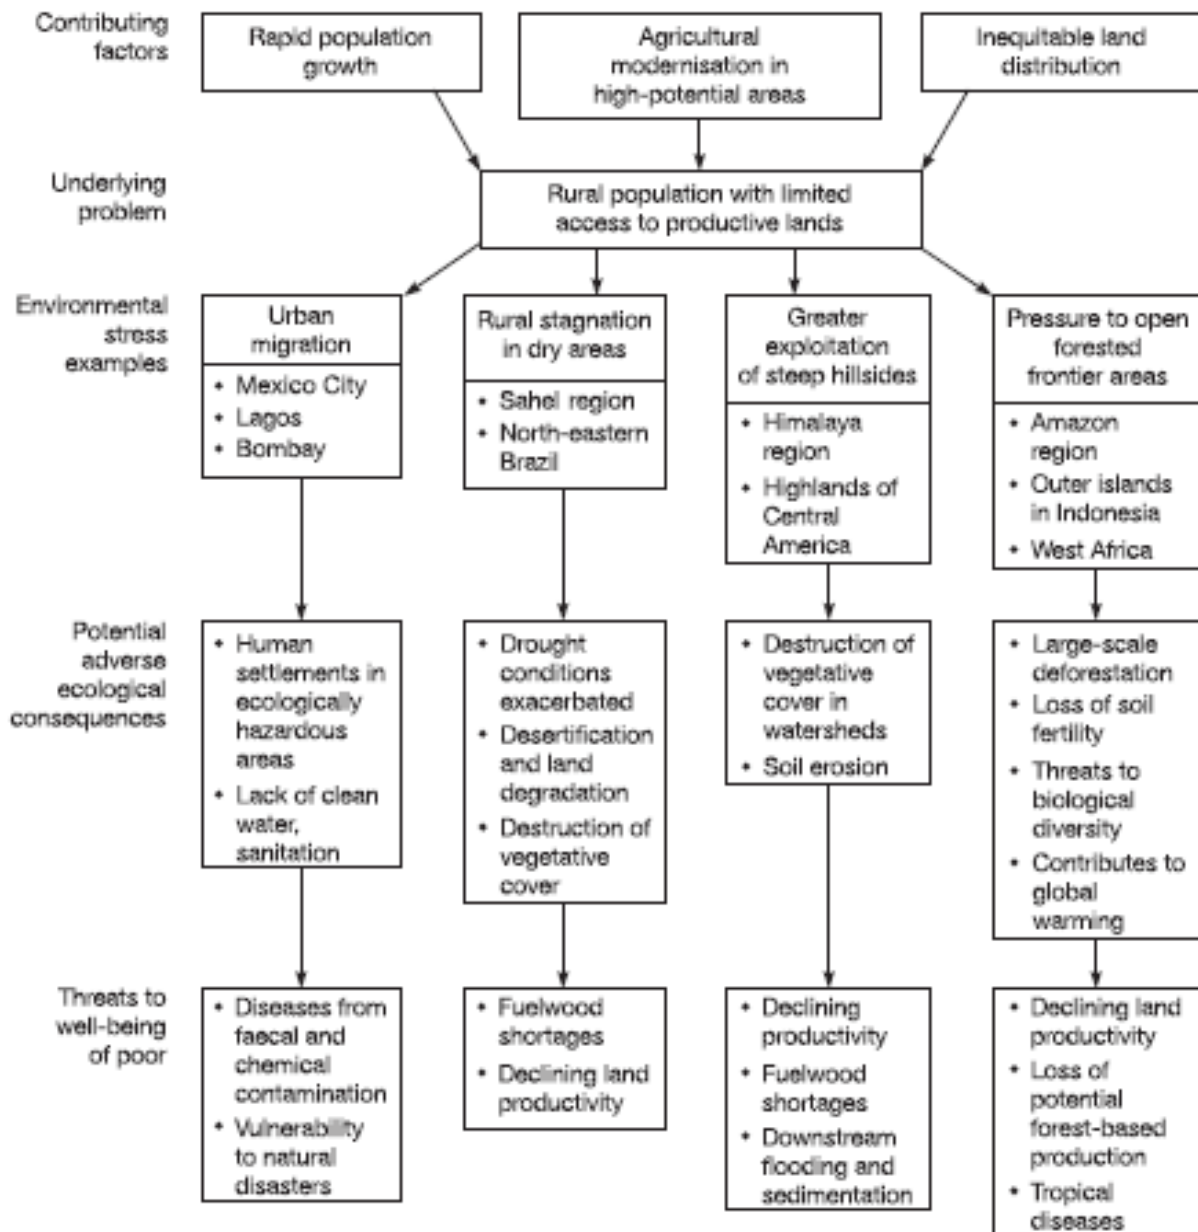 Contributing
factors
Rapid population
growth
Agricultural
modernisation in
high-potential areas
Inequitable land
distribution
Underlying
problem
Rural population with limited
access to productive lands
Environmental
stress
examples
Urban
migration
• Mexico City
• Lagos
• Bombay
Rural stagnation
in dry areas
• Sahel region
• North-eastern
Brazil
Greater
exploitation
of steep hillsides
• Himalaya
region
• Highlands of
Central
America
Pressure to open
forested
frontier areas
• Amazon
region
• Outer islands
in Indonesia
• West Africa
Potential
adverse
ecological
consequences
• Human
settlements in
ecologically
hazardous
areas
• Lack of clean
water,
sanitation
• Drought
conditions
exacerbated
• Desertification
and land
degradation
• Destruction of
vegetative
cover
• Destruction of
vegetative
cover in
watersheds
• Soil erosion
• Large-scale
deforestation
• Loss of soil
fertility
• Threats to
biological
diversity
• Contributes to
global
warming
Threats to
well-being
of poor
• Diseases from
faecal and
chemical
contamination
• Vulnerability
to natural
disasters
• Fuelwood
shortages
• Declining land
productivity
• Declining
productivity
• Fuelwood
shortages
• Downstream
flooding and
sedimentation
• Declining land
productivity
• Loss of
potential
forest-based
production
• Tropical
diseases